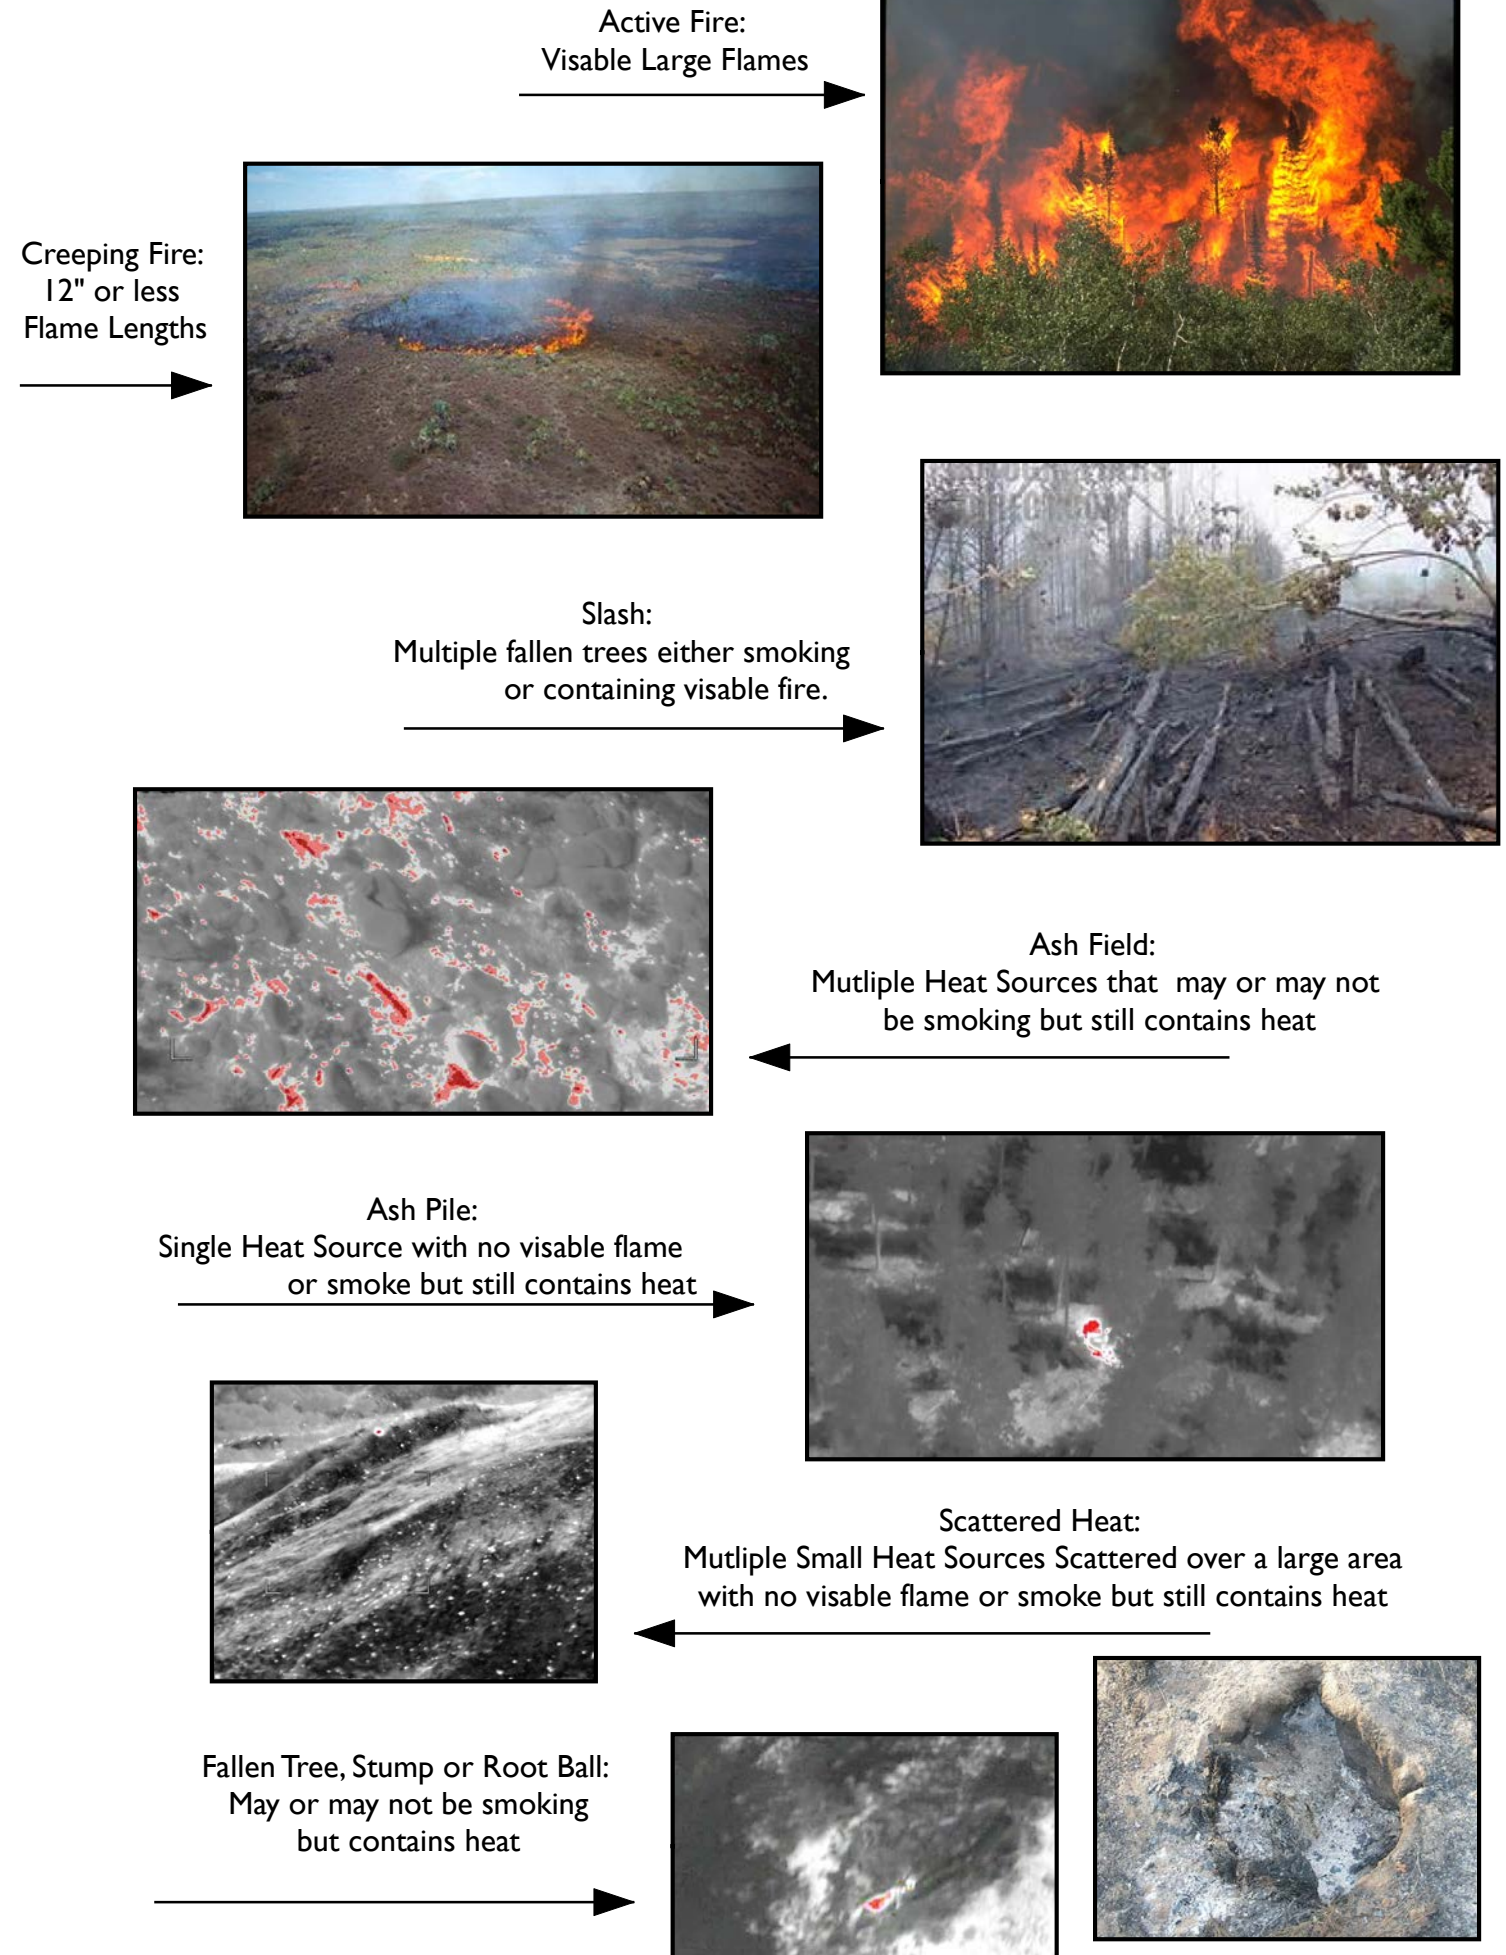 Active Fire:
Visable Large Flames
Creeping Fire:
12" or less
Flame Lengths
Slash:
Multiple fallen trees either smoking
or containing visable fire.
Ash Field:
Mutliple Heat Sources that may or may not
be smoking but still contains heat
Ash Pile:
Single Heat Source with no visable flame
or smoke but still contains heat
Scattered Heat:
Mutliple Small Heat Sources Scattered over a large area
with no visable flame or smoke but still contains heat
Fallen Tree, Stump or Root Ball:
May or may not be smoking
but contains heat